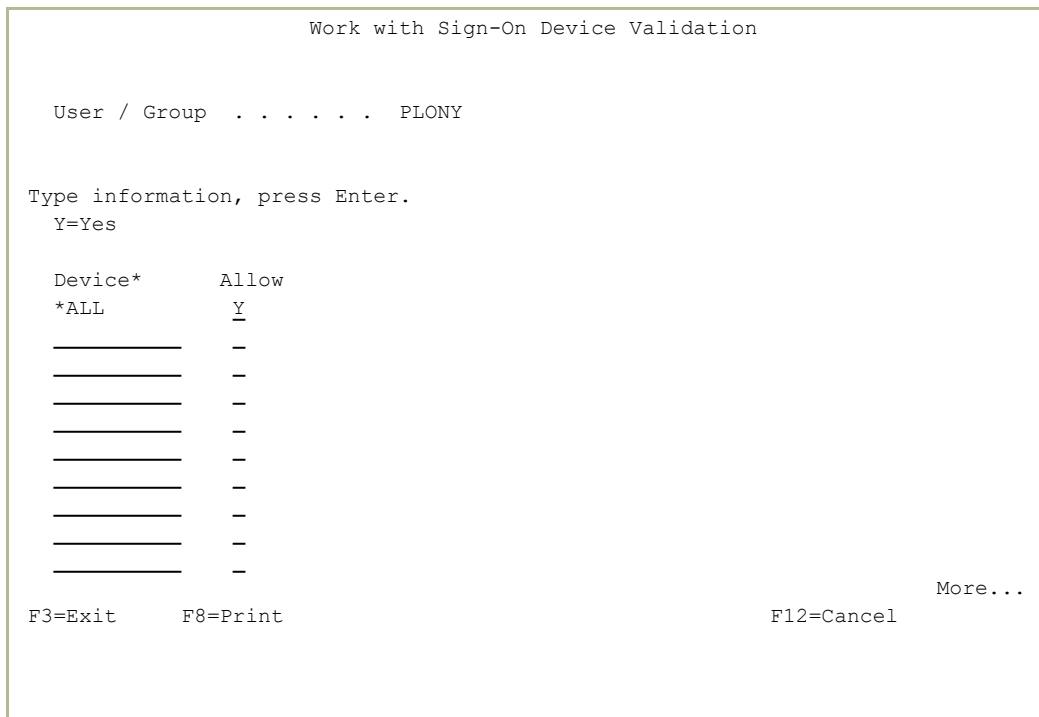 Work with Sign-On Device Validation
User / Group . . . . . . PLONY
Type information, press Enter.
Y=Yes
Device* Allow
*ALL Y
More...
F3=Exit F8=Print F12=Cancel